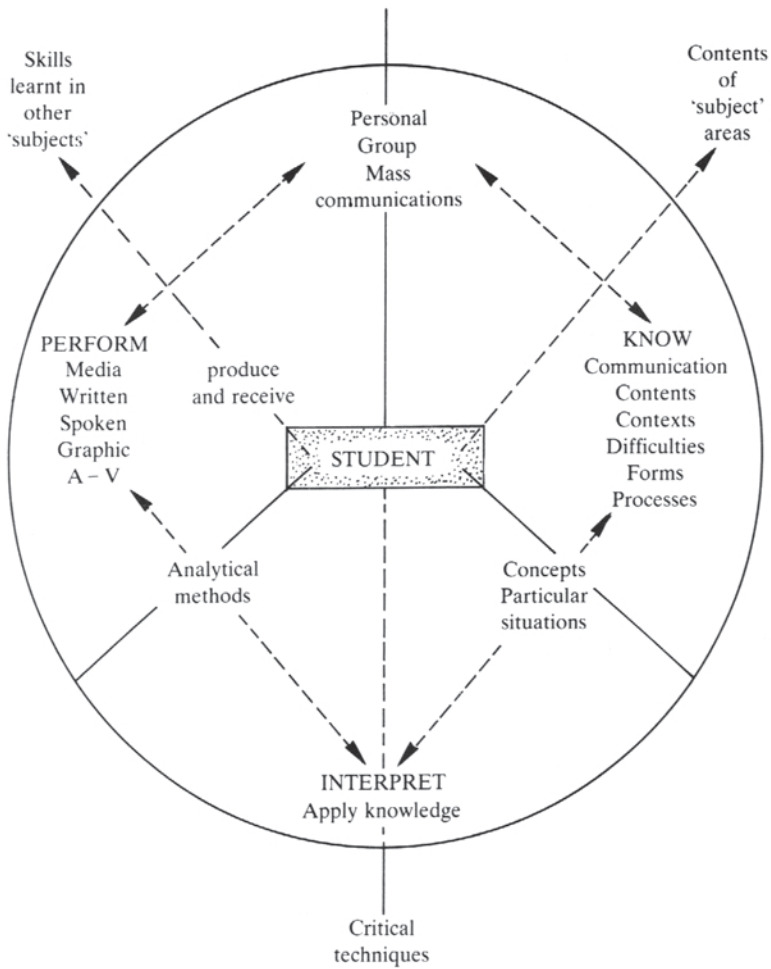 Skills
learnt in
other
'subjects'
Contents
of
'subject'
areas
Personal
Group
Mass
communications
PERFORM
Media
Written
Spoken
Graphic
A – V
produce
and receive
KNOW
Communication
Contents
Contexts
Difficulties
Forms
Processes
STUDENT
Analytical
methods
Concepts
Particular
situations
INTERPRET
Apply knowledge
Critical
techniques